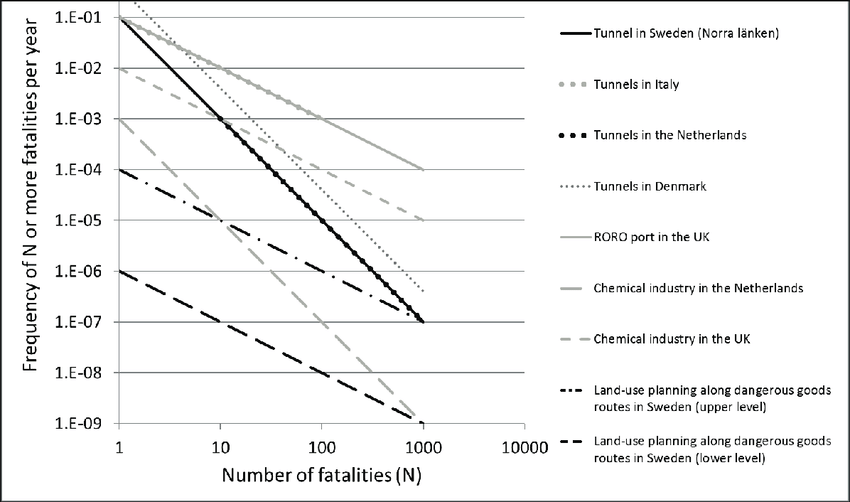 Frequency of N or more fatalities per year
1.E-01
1.E-02
1.E-03
1.E-04
1.E-05
1.E-06
1.E-07
1.E-08
1.E-09
1
10
100
1000
10000
Number of fatalities (N)
Tunnel in Sweden (Norra länken)
Tunnels in Italy
Tunnels in the Netherlands
Tunnels in Denmark
RORO port in the UK
Chemical industry in the Netherlands
Chemical industry in the UK
Land-use planning along dangerous goods
routes in Sweden (upper level)
Land-use planning along dangerous goods
routes in Sweden (lower level)